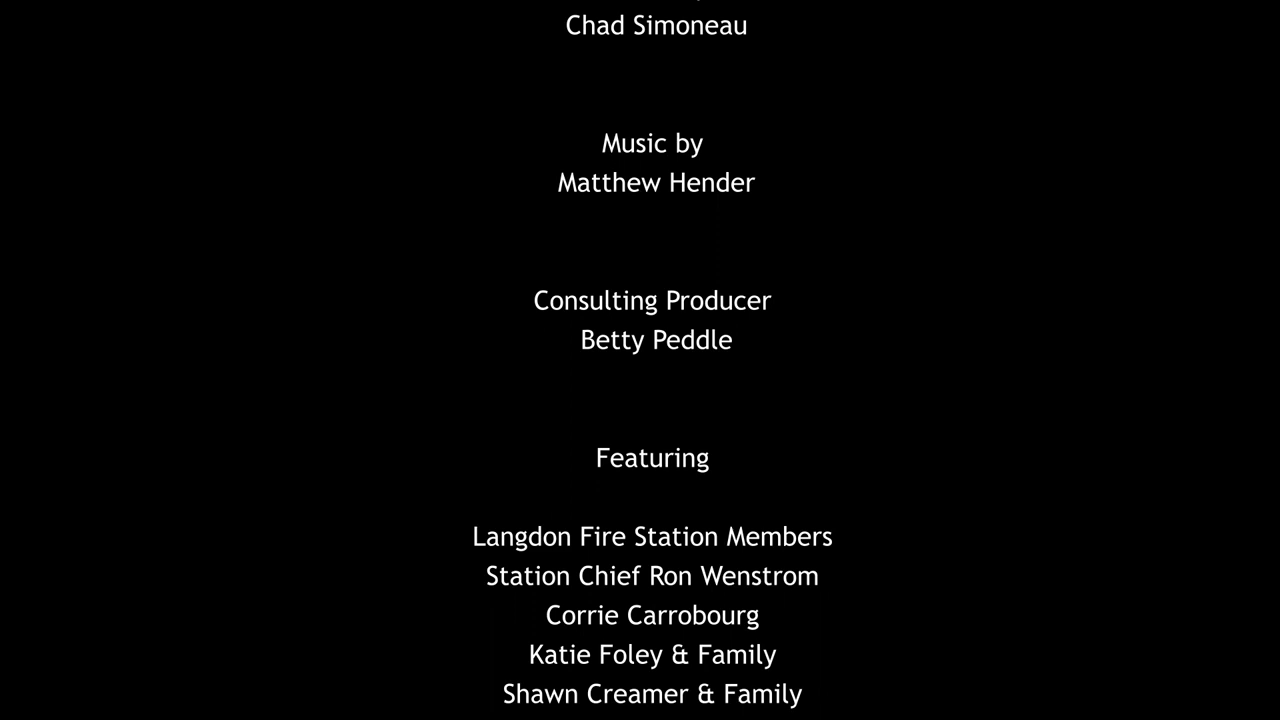 Chad Simoneau
Music by
Matthew Hender
Consulting Producer
Betty Peddle
Featuring
Langdon Fire Station Members
Station Chief Ron Wenstrom
Corrie Carrobourg
Katie Foley & Family
Shawn Creamer & Family